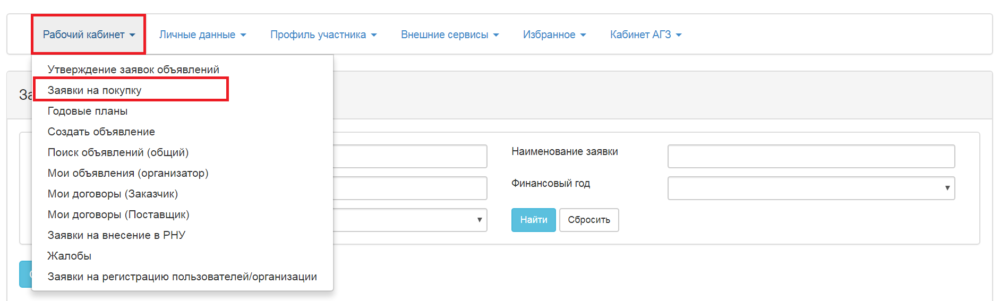 Рабочий кабинет Личные данные Профиль участника Внешние сервисы Избранное Кабинет АГЗ
Утверждение заявок объявлений
Заявки на покупку
Годовые планы
Создать объявление
Поиск объявлений (общий)
Наименование заявки
Мои объявления (организатор)
Финансовый год
Мои договоры (Заказчик)
Мои договоры (Поставщик)
Найти Сбросить
Заявки на внесение в РНУ
Жалобы
Заявки на регистрацию пользователей/организации